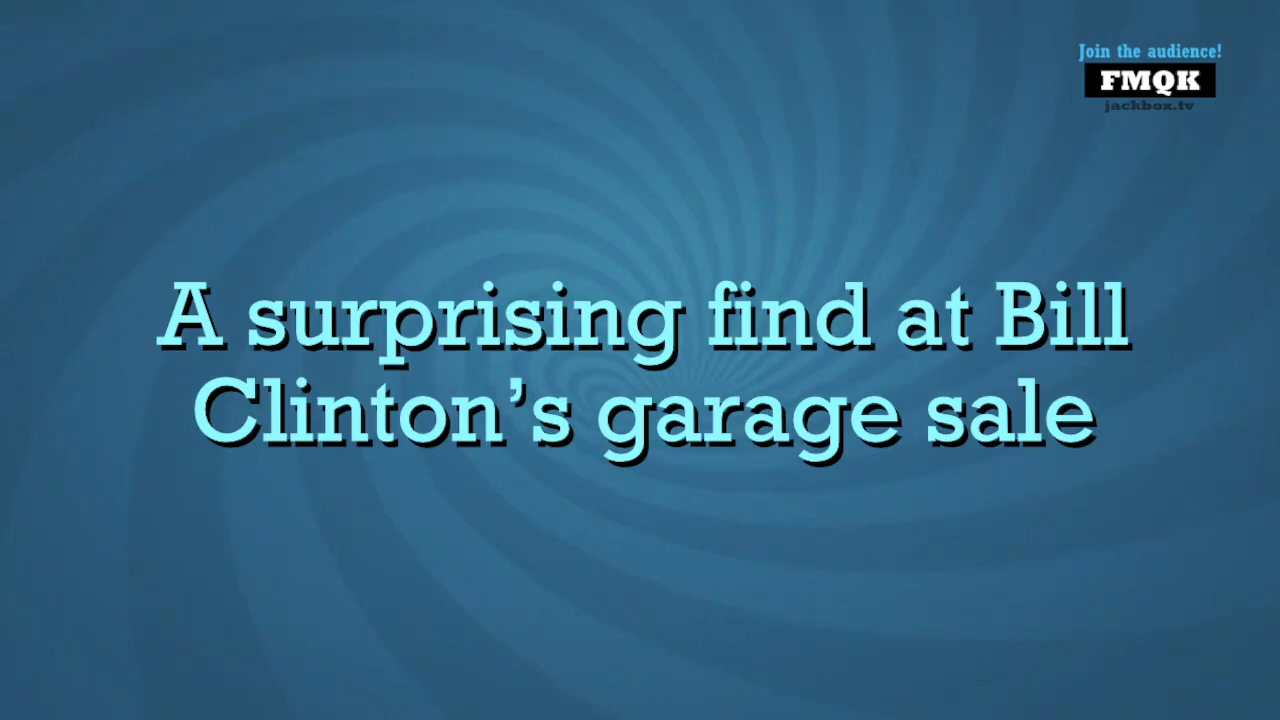 Join the audience!
FMQK
jackbox.tv
A surprising find at Bill
Clinton’s garage sale